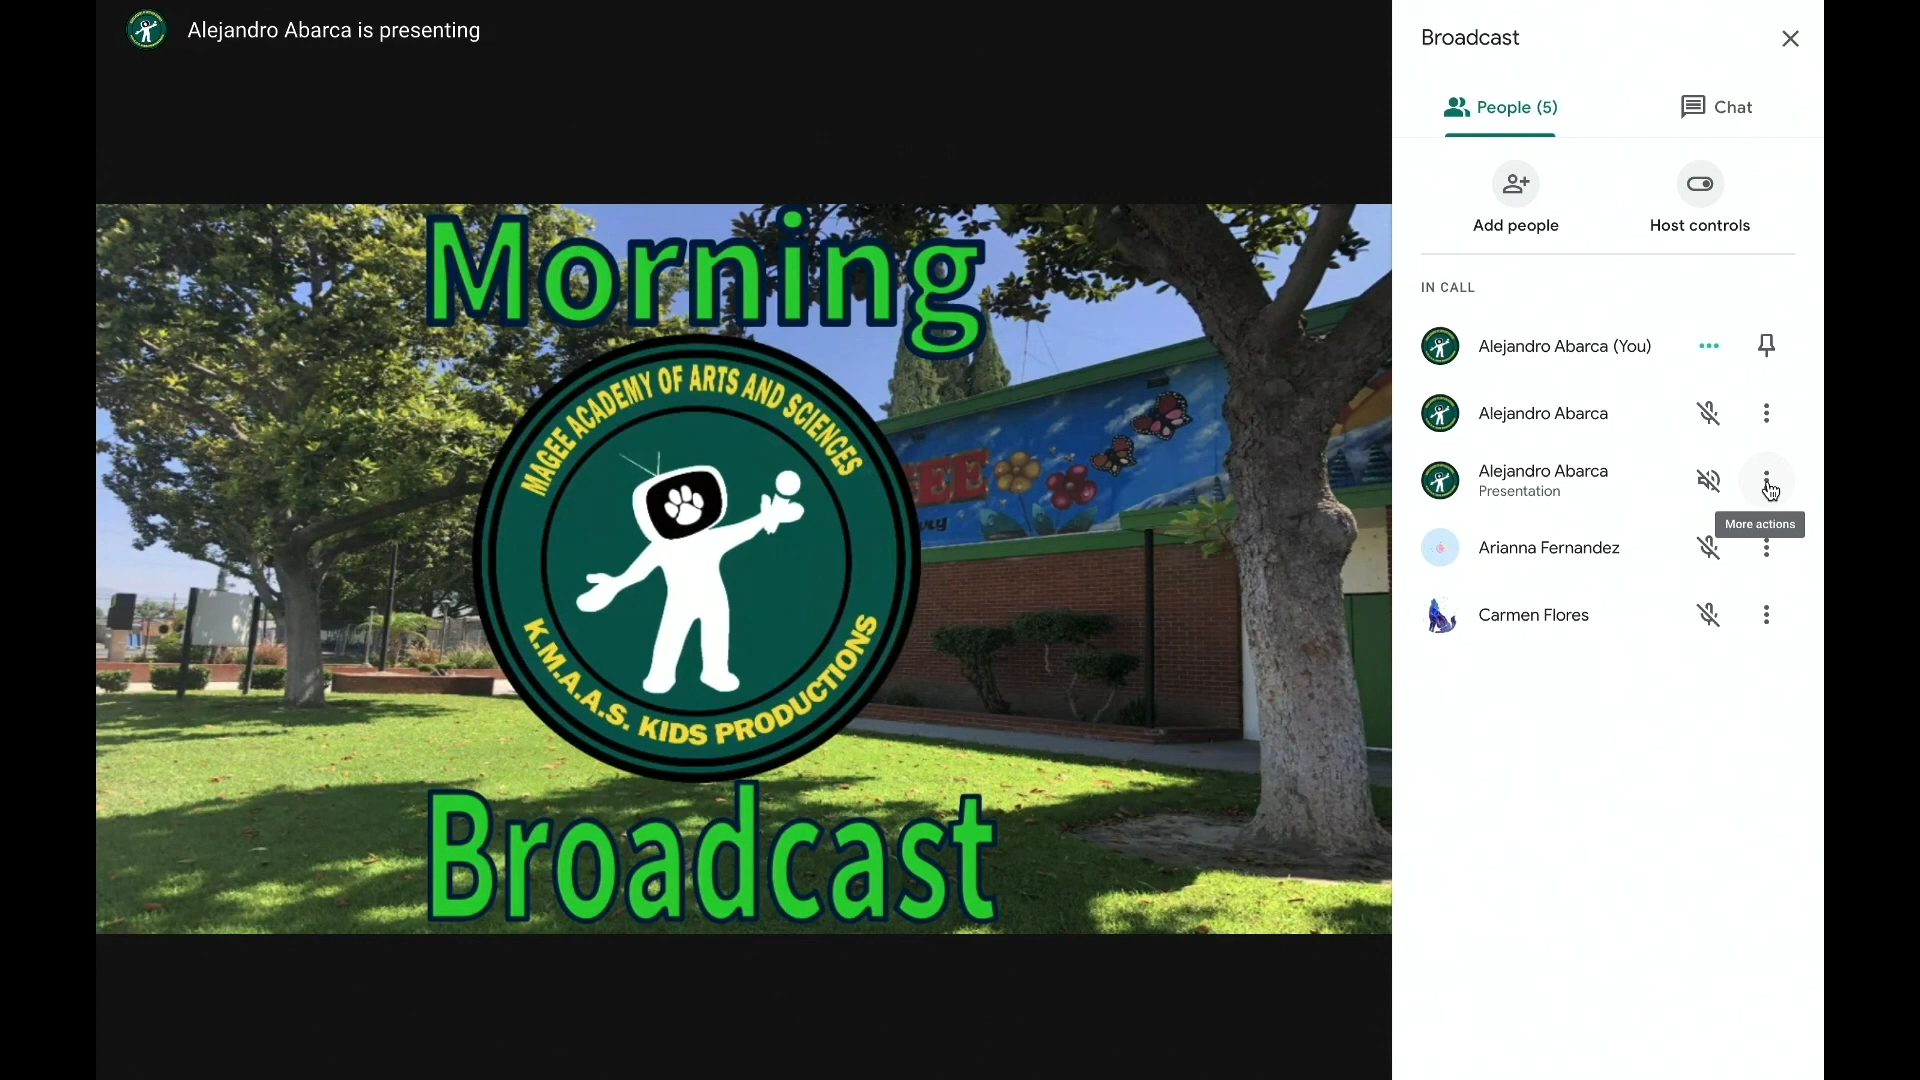 Alejandro Abarca is presenting
Morning
MAGEE ACADEMY OF ARTS AND SCIENCES
K.M.A.A.S. KIDS PRODUCTIONS
Broadcast
Broadcast
People (5)
Chat
Add people
Host controls
IN CALL
Alejandro Abarca (You)
Alejandro Abarca
Alejandro Abarca
Presentation
More actions
Arianna Fernandez
Carmen Flores